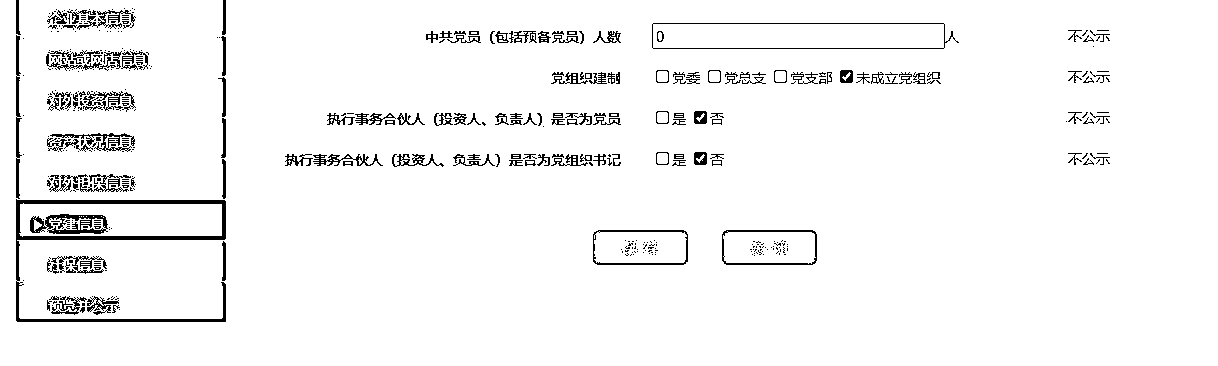 企业基本信息
网站或网店信息
对外投资信息
资产状况信息
对外担保信息
党建信息
社保信息
预览并公示
中共党员（包括预备党员）人数 0 人 不公示
党组织建制 党委 党总支 党支部 未成立党组织 不公示
执行事务合伙人（投资人、负责人）是否为党员 是 否 不公示
执行事务合伙人（投资人、负责人）是否为党组织书记 是 否 不公示